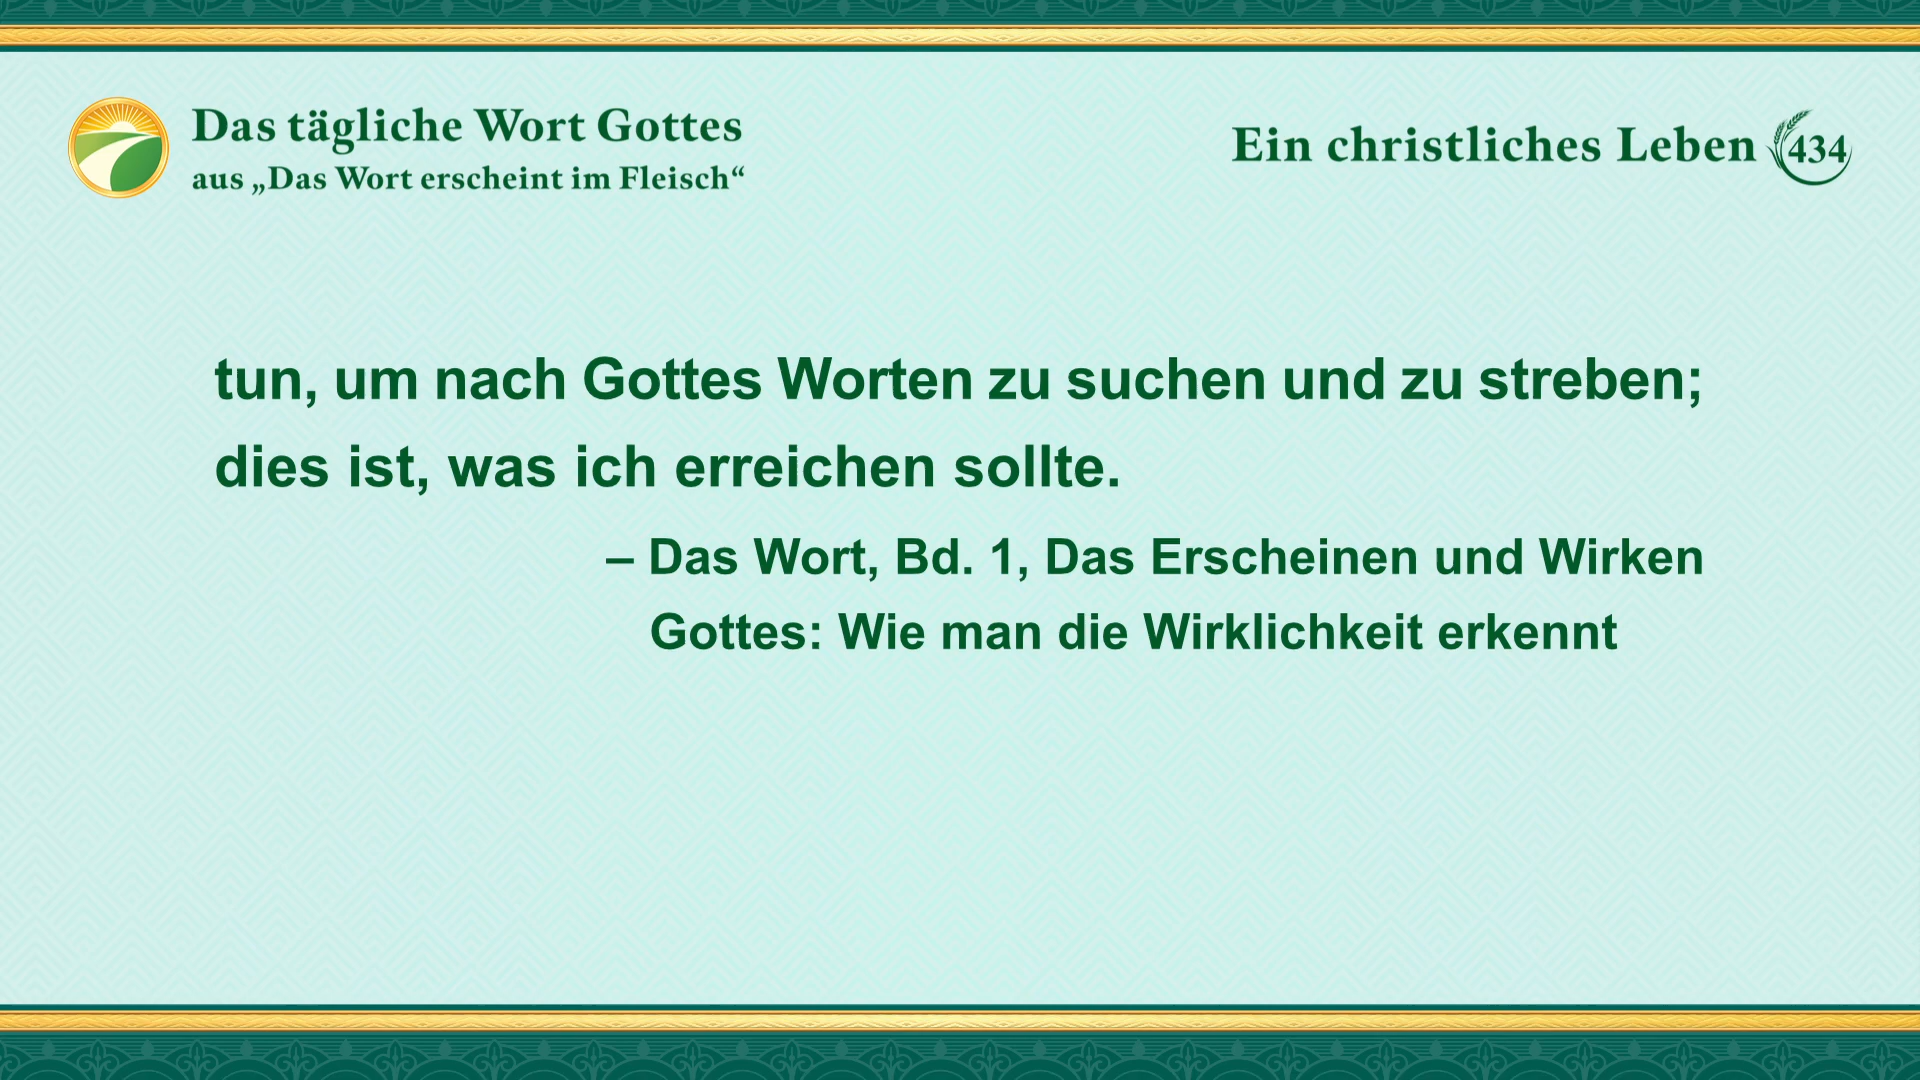 Das tägliche Wort Gottes
aus „Das Wort erscheint im Fleisch“
Ein christliches Leben 434
tun, um nach Gottes Worten zu suchen und zu streben;
dies ist, was ich erreichen sollte.
– Das Wort, Bd. 1, Das Erscheinen und Wirken
Gottes: Wie man die Wirklichkeit erkennt